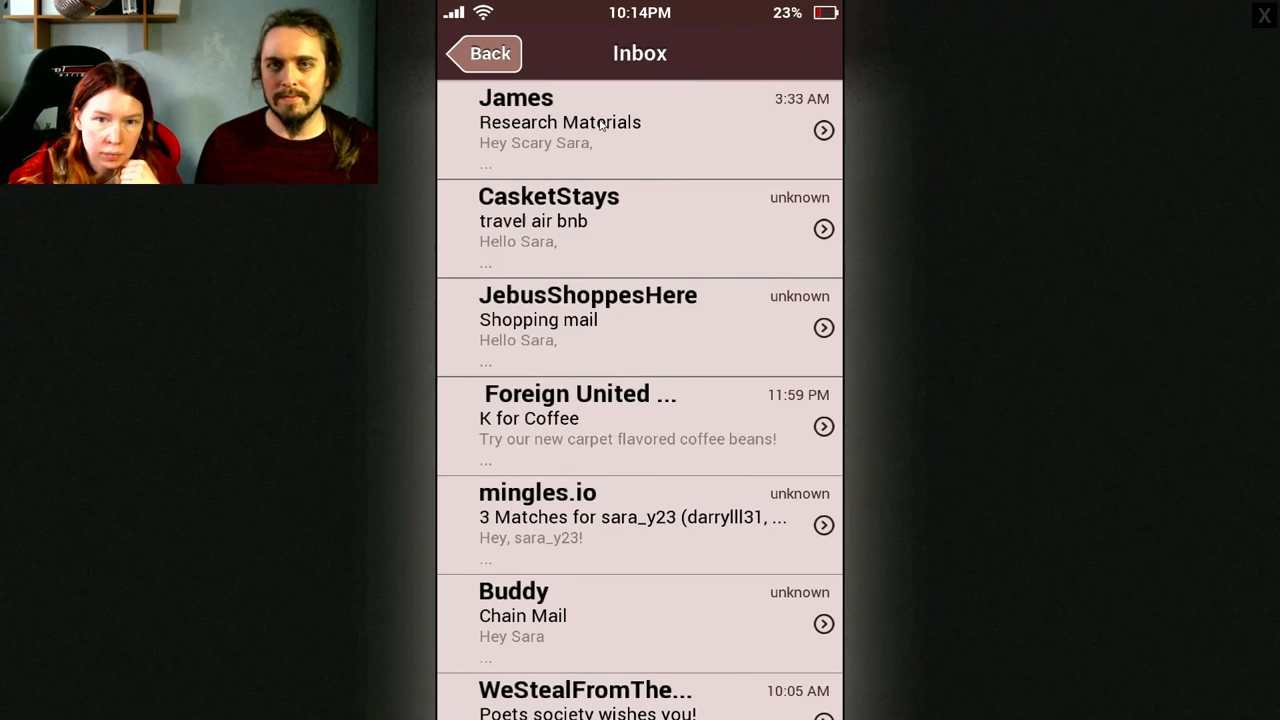 10:14PM
23%
X
Back
Inbox
James
3:33 AM
Research Materials
Hey Scary Sara,
...
CasketStays
unknown
travel air bnb
Hello Sara,
...
JebusShoppesHere
unknown
Shopping mail
Hello Sara,
...
Foreign United ...
11:59 PM
K for Coffee
Try our new carpet flavored coffee beans!
...
mingles.io
unknown
3 Matches for sara_y23 (darrylll31, ...
Hey, sara_y23!
...
Buddy
unknown
Chain Mail
Hey Sara
...
WeStealFromThe...
10:05 AM
Poets society wishes you!